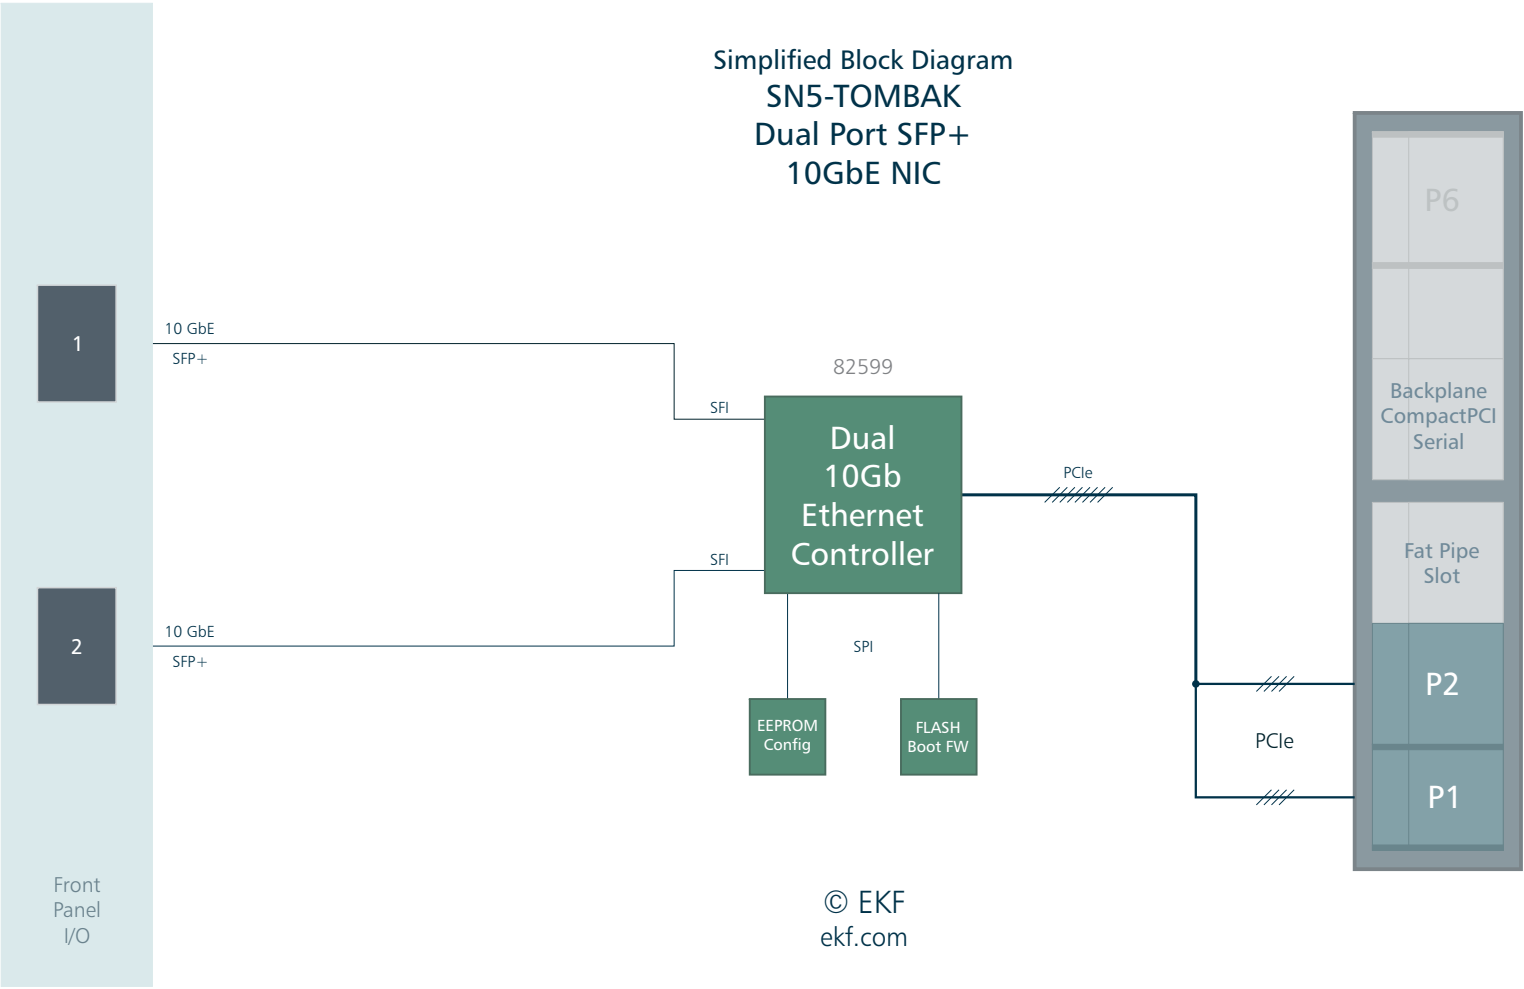 Simplified Block Diagram
SN5-TOMBAK
Dual Port SFP+
10GbE NIC
P6
1
10 GbE
SFP+
82599
SFI
Dual
10Gb
Ethernet
Controller
PCIe
Backplane
CompactPCI
Serial
Fat Pipe
Slot
SFI
2
10 GbE
SFP+
SPI
EEPROM
Config
FLASH
Boot FW
P2
PCIe
P1
Front
Panel
I/O
© EKF
ekf.com